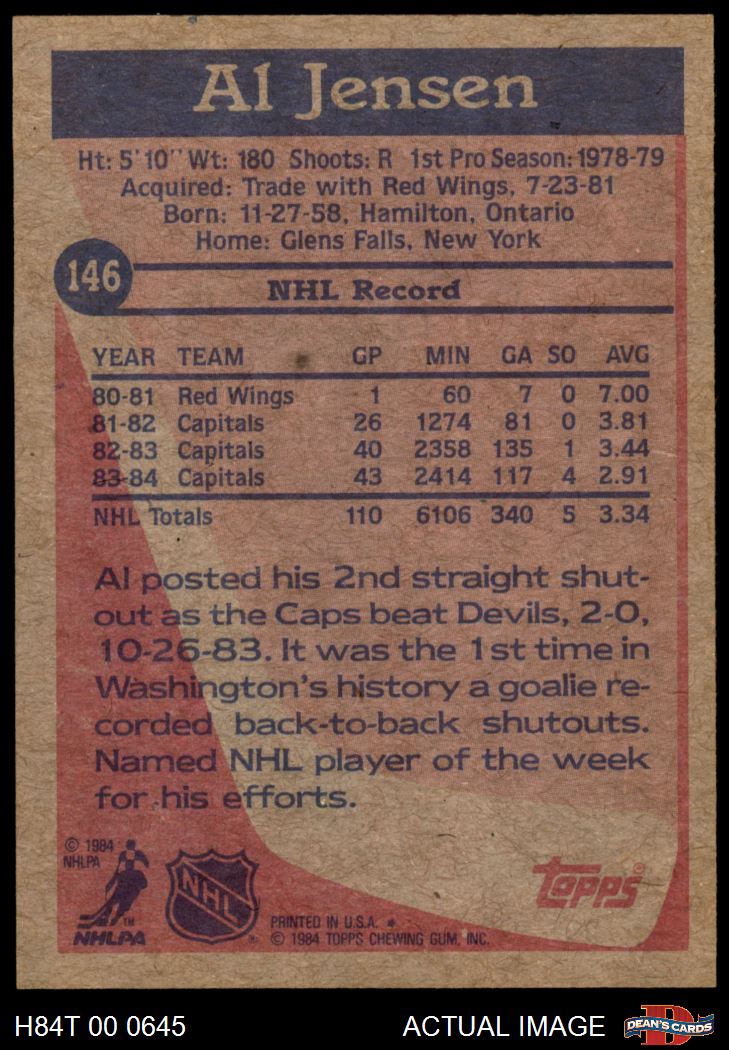 Al Jensen
Ht: 5'10" Wt: 180 Shoots: R 1st Pro Season: 1978-79
Acquired: Trade with Red Wings, 7-23-81
Born: 11-27-58, Hamilton, Ontario
Home: Glens Falls, New York
146
NHL Record
YEAR TEAM GP MIN GA SO AVG
80-81 Red Wings 1 60 7 0 7.00
81-82 Capitals 26 1274 81 0 3.81
82-83 Capitals 40 2358 135 1 3.44
83-84 Capitals 43 2414 117 4 2.91
NHL Totals 110 6106 340 5 3.34
Al posted his 2nd straight shut-
out as the Caps beat Devils, 2-0,
10-26-83. It was the 1st time in
Washington's history a goalie re-
corded back-to-back shutouts.
Named NHL player of the week
for his efforts.
© 1984
NHLPA
NHLPA TM
NHL ®
topps®
PRINTED IN U.S.A. *
© 1984 TOPPS CHEWING GUM, INC.
H84T 00 0645 ACTUAL IMAGE D DEAN'S CARDS